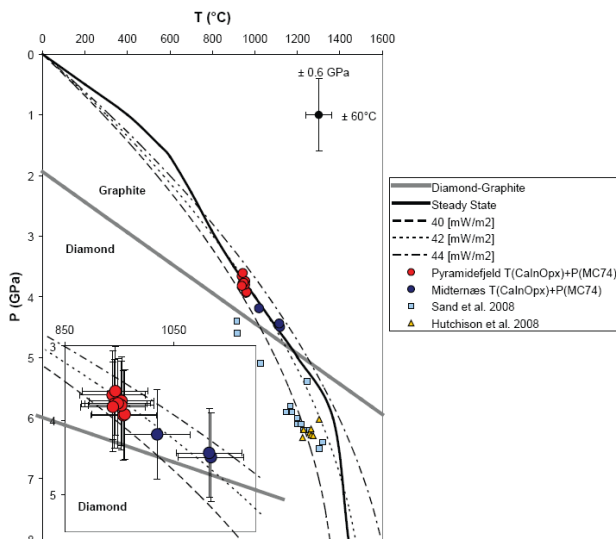 T (°C)
0 200 400 600 800 1000 1200 1400 1600
0
1
2
3
4
5
6
7
8
P (GPa)
± 0.6 GPa
± 60°C
Graphite
Diamond
850 1050
3
4
5
Diamond
Diamond-Graphite
Steady State
40 [mW/m2]
42 [mW/m2]
44 [mW/m2]
Pyramidefjeld T(CaInOpx)+P(MC74)
Midternæs T(CaInOpx)+P(MC74)
Sand et al. 2008
Hutchison et al. 2008